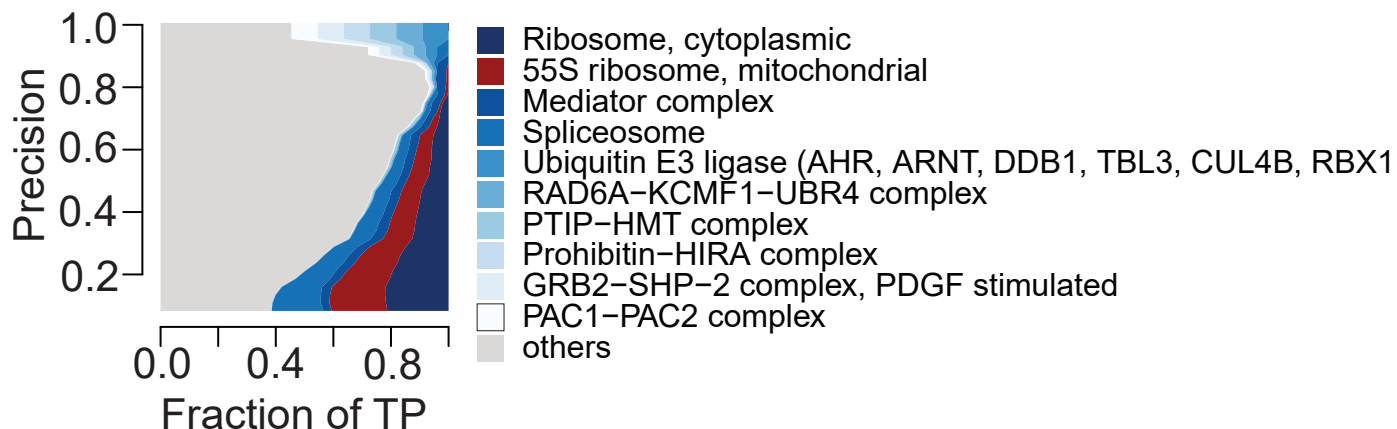 1.0
0.8
0.6
0.4
0.2
Precision
0.0 0.4 0.8
Fraction of TP
Ribosome, cytoplasmic
55S ribosome, mitochondrial
Mediator complex
Spliceosome
Ubiquitin E3 ligase (AHR, ARNT, DDB1, TBL3, CUL4B, RBX1
RAD6A−KCMF1−UBR4 complex
PTIP−HMT complex
Prohibitin−HIRA complex
GRB2−SHP−2 complex, PDGF stimulated
PAC1−PAC2 complex
others